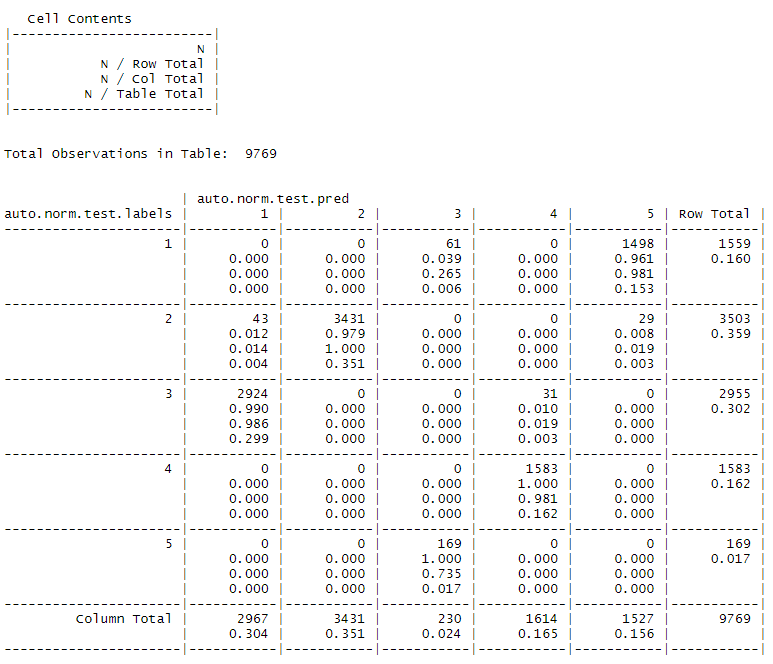 Cell Contents
|-------------------------|
| N |
| N / Row Total |
| N / Col Total |
| N / Table Total |
|-------------------------|
Total Observations in Table: 9769
| auto.norm.test.pred
auto.norm.test.labels | 1 | 2 | 3 | 4 | 5 | Row Total |
----------------------|-----------|-----------|-----------|-----------|-----------|-----------|
1 | 0 | 0 | 61 | 0 | 1498 | 1559 |
| 0.000 | 0.000 | 0.039 | 0.000 | 0.961 | 0.160 |
| 0.000 | 0.000 | 0.265 | 0.000 | 0.981 | |
| 0.000 | 0.000 | 0.006 | 0.000 | 0.153 | |
----------------------|-----------|-----------|-----------|-----------|-----------|-----------|
2 | 43 | 3431 | 0 | 0 | 29 | 3503 |
| 0.012 | 0.979 | 0.000 | 0.000 | 0.008 | 0.359 |
| 0.014 | 1.000 | 0.000 | 0.000 | 0.019 | |
| 0.004 | 0.351 | 0.000 | 0.000 | 0.003 | |
----------------------|-----------|-----------|-----------|-----------|-----------|-----------|
3 | 2924 | 0 | 0 | 31 | 0 | 2955 |
| 0.990 | 0.000 | 0.000 | 0.010 | 0.000 | 0.302 |
| 0.986 | 0.000 | 0.000 | 0.019 | 0.000 | |
| 0.299 | 0.000 | 0.000 | 0.003 | 0.000 | |
----------------------|-----------|-----------|-----------|-----------|-----------|-----------|
4 | 0 | 0 | 0 | 1583 | 0 | 1583 |
| 0.000 | 0.000 | 0.000 | 1.000 | 0.000 | 0.162 |
| 0.000 | 0.000 | 0.000 | 0.981 | 0.000 | |
| 0.000 | 0.000 | 0.000 | 0.162 | 0.000 | |
----------------------|-----------|-----------|-----------|-----------|-----------|-----------|
5 | 0 | 0 | 169 | 0 | 0 | 169 |
| 0.000 | 0.000 | 1.000 | 0.000 | 0.000 | 0.017 |
| 0.000 | 0.000 | 0.735 | 0.000 | 0.000 | |
| 0.000 | 0.000 | 0.017 | 0.000 | 0.000 | |
----------------------|-----------|-----------|-----------|-----------|-----------|-----------|
Column Total | 2967 | 3431 | 230 | 1614 | 1527 | 9769 |
| 0.304 | 0.351 | 0.024 | 0.165 | 0.156 | |
----------------------|-----------|-----------|-----------|-----------|-----------|-----------|